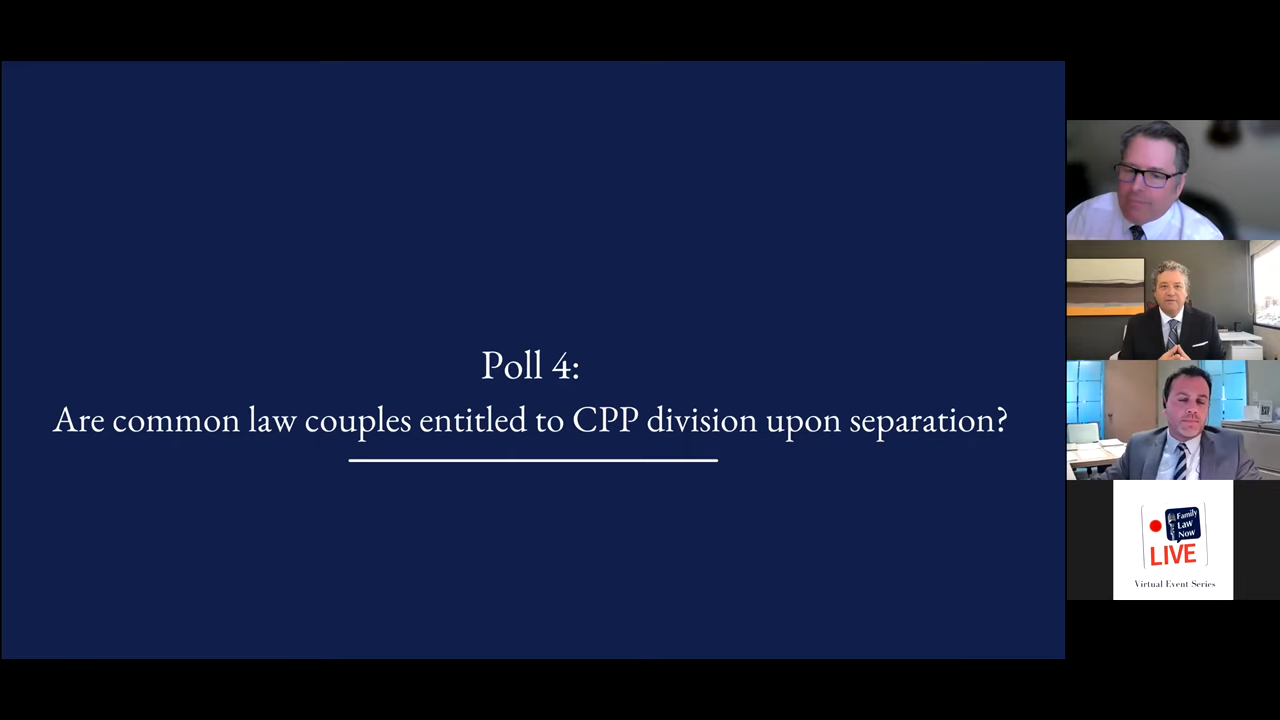 Poll 4:
Are common law couples entitled to CPP division upon separation?
Family
Law
Now
LIVE
Virtual Event Series